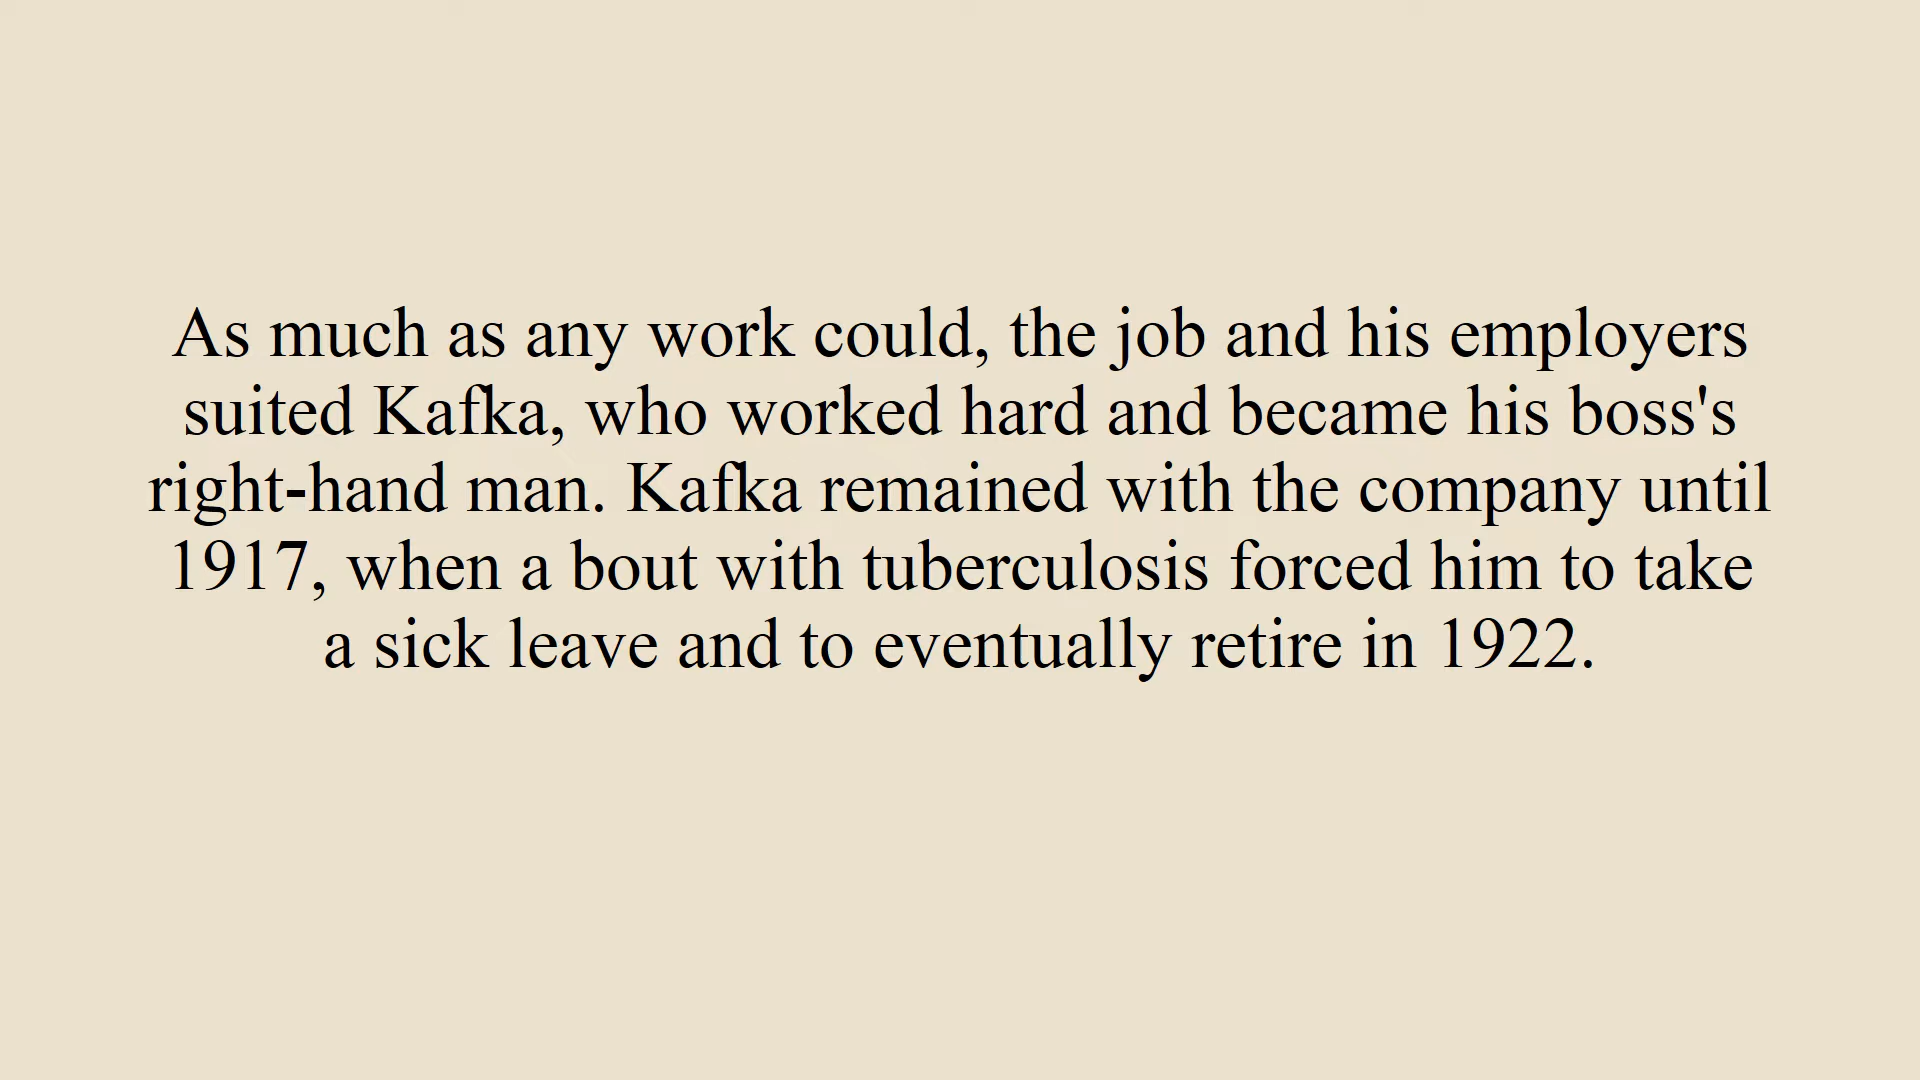 As much as any work could, the job and his employers
suited Kafka, who worked hard and became his boss's
right-hand man. Kafka remained with the company until
1917, when a bout with tuberculosis forced him to take
a sick leave and to eventually retire in 1922.